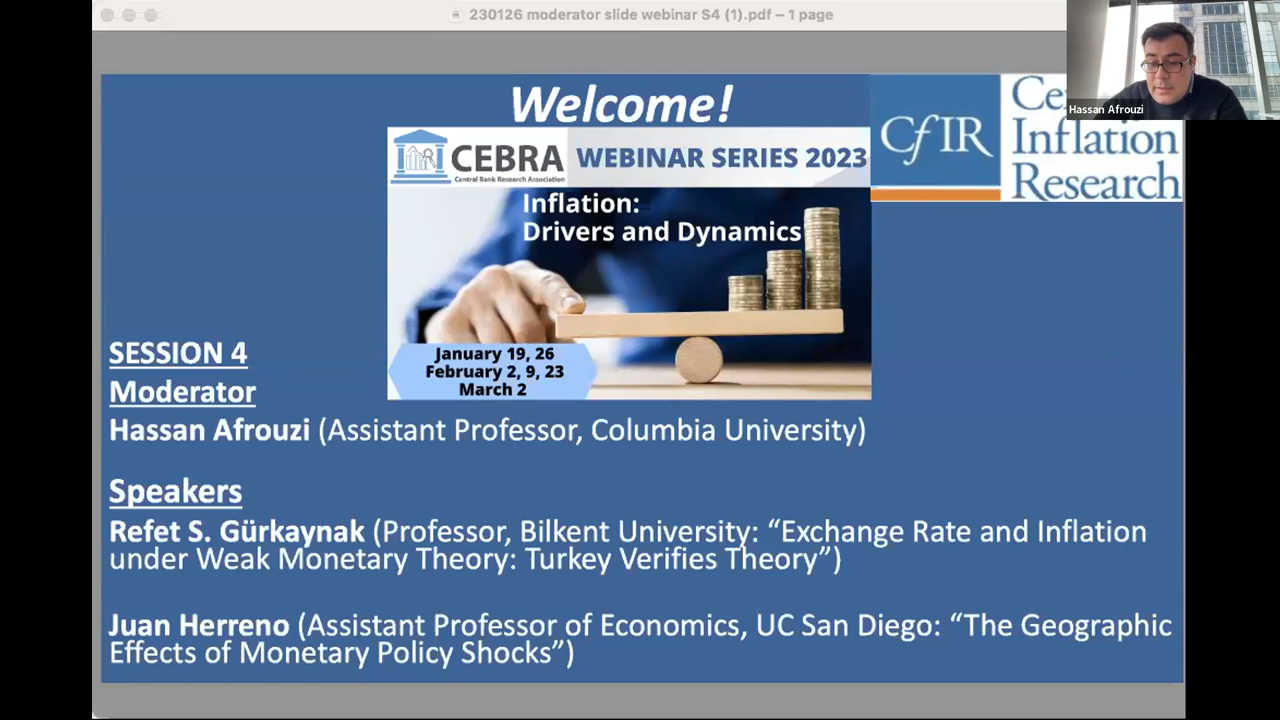 230126 moderator slide webinar S4 (1).pdf – 1 page
Hassan Afrouzi
Welcome!
CEBRA
Central Bank Research Association
WEBINAR SERIES 2023
CfIR
Inflation
Research
Inflation:
Drivers and Dynamics
January 19, 26
February 2, 9, 23
March 2
SESSION 4
Moderator
Hassan Afrouzi (Assistant Professor, Columbia University)
Speakers
Refet S. Gürkaynak (Professor, Bilkent University: “Exchange Rate and Inflation
under Weak Monetary Theory: Turkey Verifies Theory”)
Juan Herreno (Assistant Professor of Economics, UC San Diego: “The Geographic
Effects of Monetary Policy Shocks”)